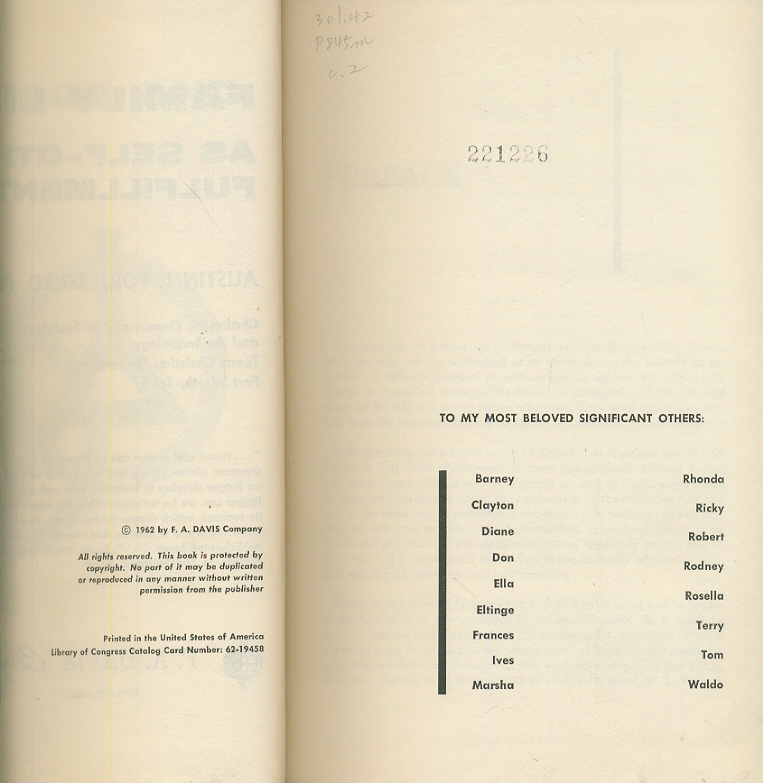 © 1962 by F. A. DAVIS Company
All rights reserved. This book is protected by
copyright. No part of it may be duplicated
or reproduced in any manner without written
permission from the publisher
Printed in the United States of America
Library of Congress Catalog Card Number: 62-19458
301.42
P845m
c.2
221226
TO MY MOST BELOVED SIGNIFICANT OTHERS:
Barney
Clayton
Diane
Don
Ella
Eltinge
Frances
Ives
Marsha
Rhonda
Ricky
Robert
Rodney
Rosella
Terry
Tom
Waldo